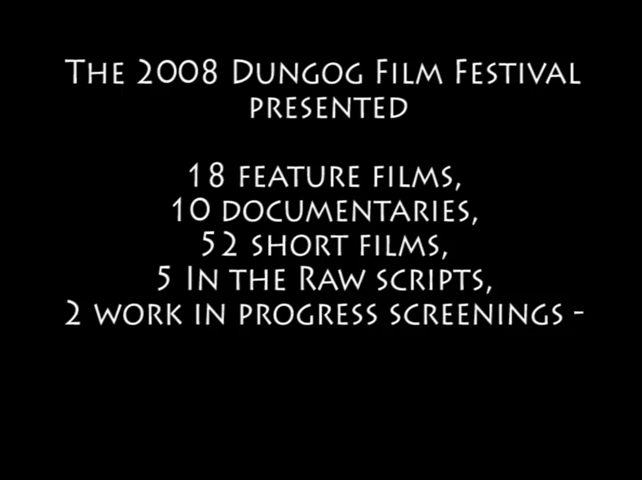 The 2008 Dungog Film Festival
presented
18 feature films,
10 documentaries,
52 short films,
5 In the Raw scripts,
2 work in progress screenings -